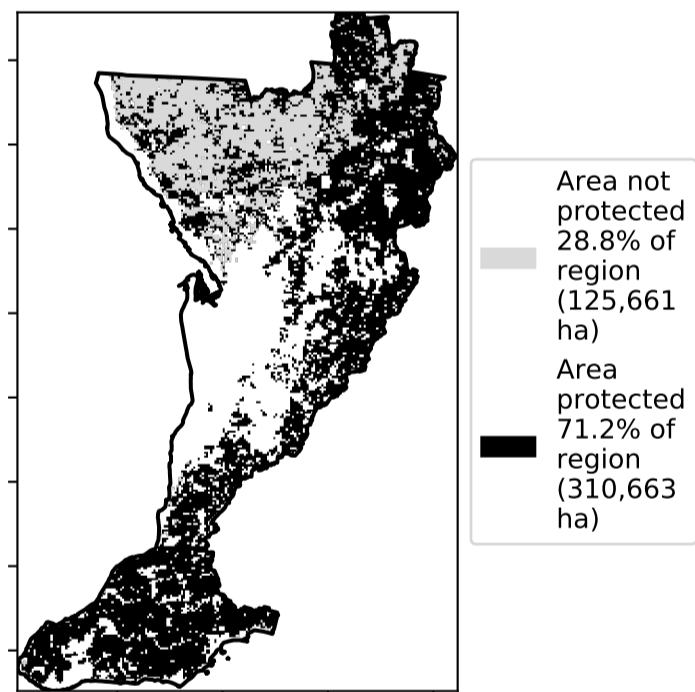 Area not
protected
28.8% of
region
(125,661
ha)
Area
protected
71.2% of
region
(310,663
ha)